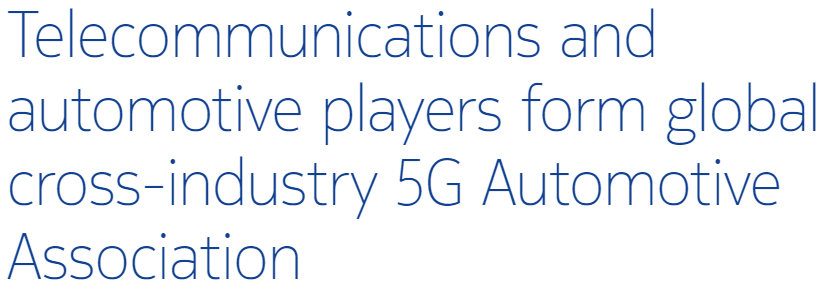 Telecommunications and
automotive players form global
cross-industry 5G Automotive
Association